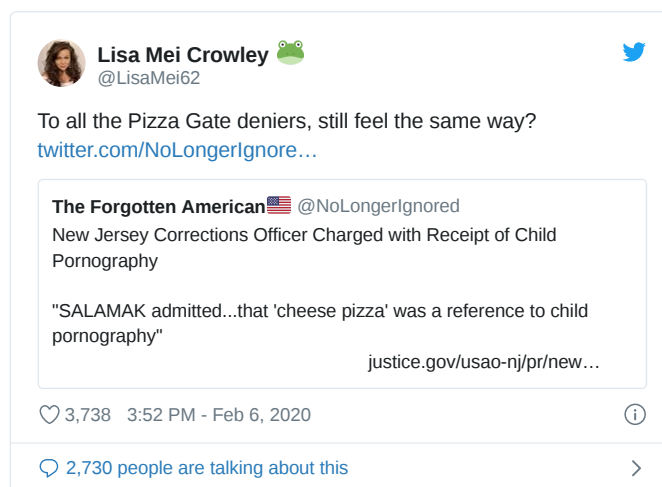 Lisa Mei Crowley 🐸
@LisaMei62
To all the Pizza Gate deniers, still feel the same way?
twitter.com/NoLongerIgnore…
The Forgotten American🇺🇸 @NoLongerIgnored
New Jersey Corrections Officer Charged with Receipt of Child
Pornography
"SALAMAK admitted...that 'cheese pizza' was a reference to child
pornography"
justice.gov/usao-nj/pr/new…
3,738 3:52 PM - Feb 6, 2020
2,730 people are talking about this